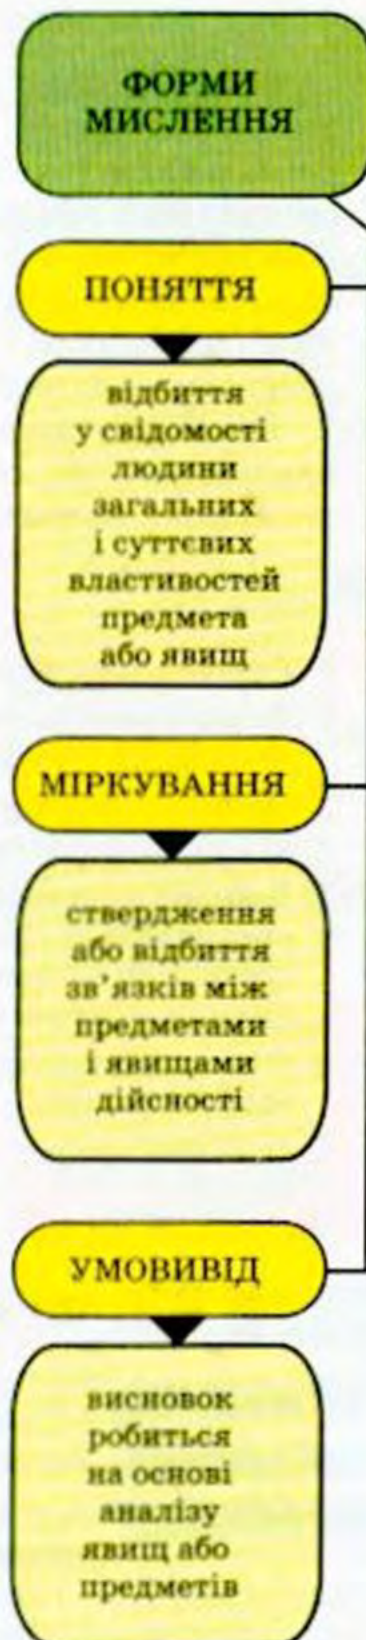 ФОРМИ
МИСЛЕННЯ
ПОНЯТТЯ
відбиття
у свідомості
людини
загальних
і суттєвих
властивостей
предмета
або явищ
МІРКУВАННЯ
ствердження
або відбиття
зв’язків між
предметами
і явищами
дійсності
УМОВИВІД
висновок
робиться
на основі
аналізу
явищ або
предметів